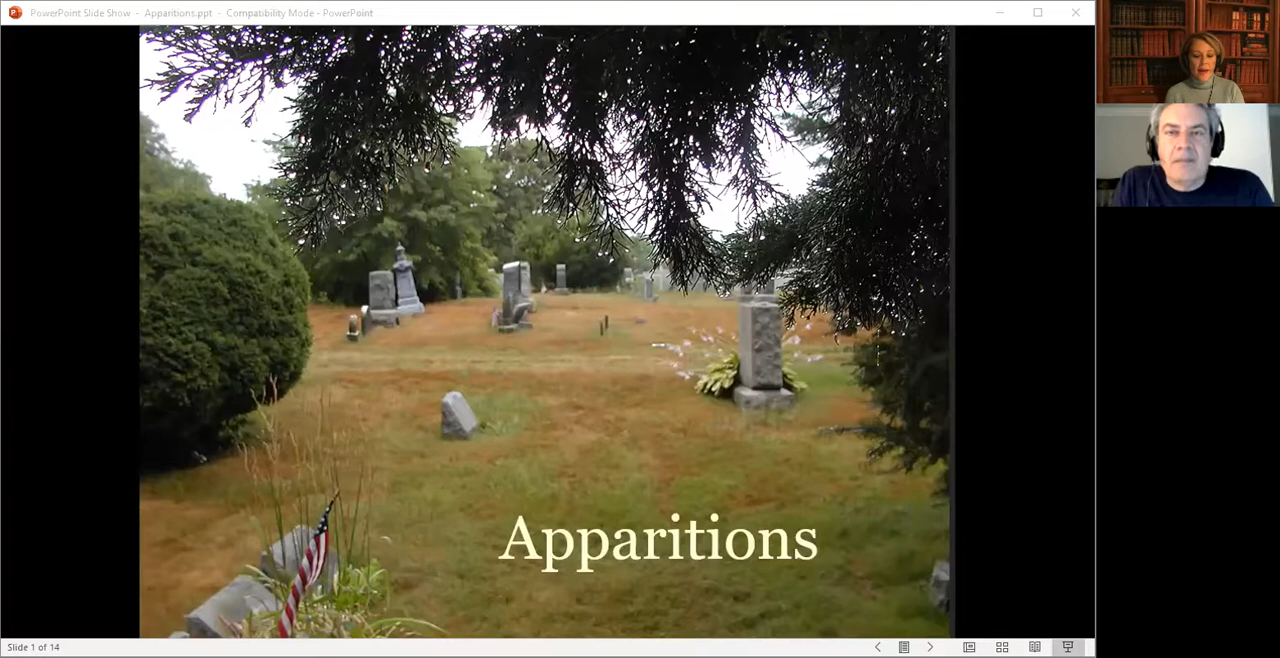 PowerPoint Slide Show - Apparitions.ppt - Compatibility Mode - PowerPoint
Apparitions
Slide 1 of 14